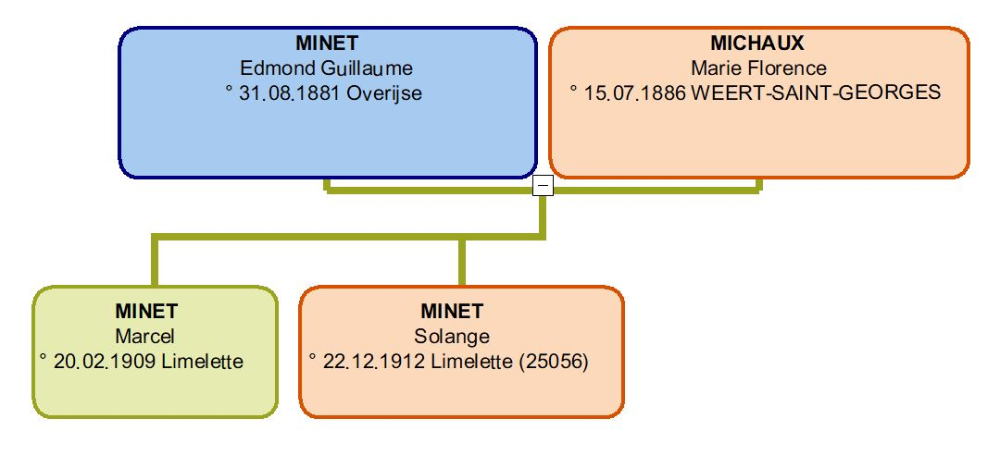 MINET
Edmond Guillaume
° 31.08.1881 Overijse
MICHAUX
Marie Florence
° 15.07.1886 WEERT-SAINT-GEORGES
MINET
Marcel
° 20.02.1909 Limelette
MINET
Solange
° 22.12.1912 Limelette (25056)